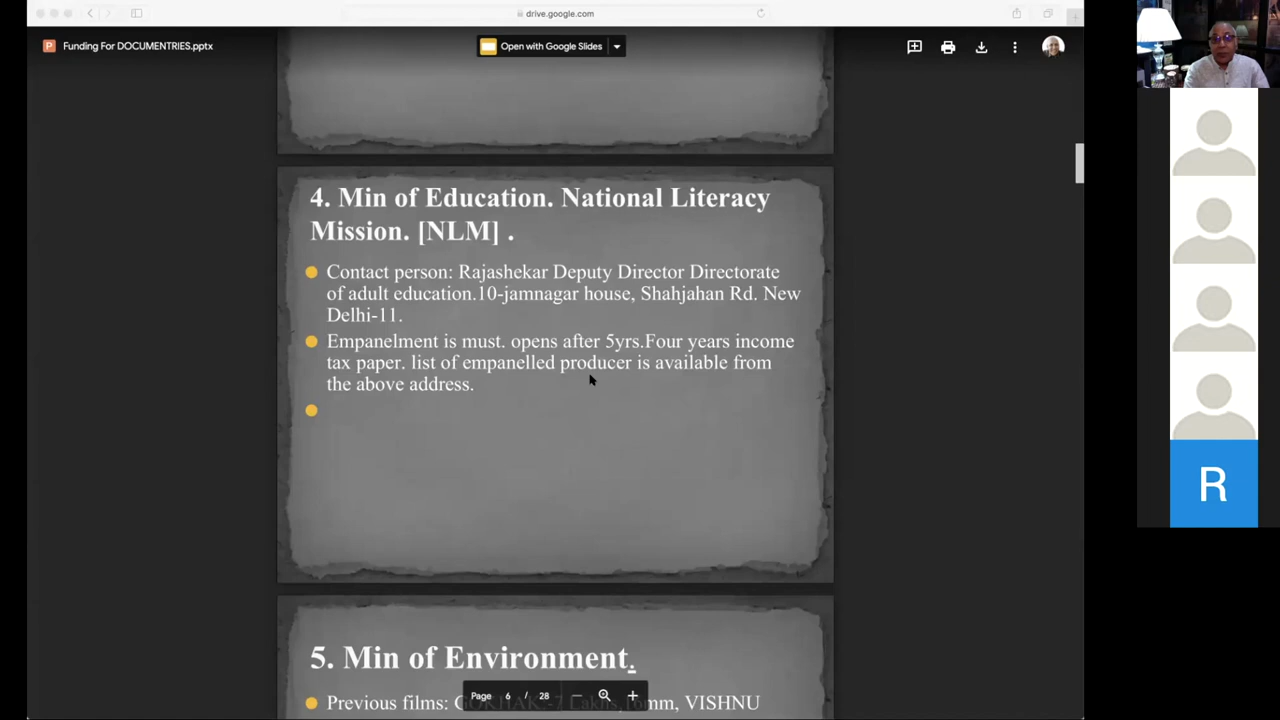 drive.google.com
P Funding For DOCUMENTRIES.pptx
Open with Google Slides
4. Min of Education. National Literacy
Mission. [NLM] .
Contact person: Rajashekar Deputy Director Directorate
of adult education.10-jamnagar house, Shahjahan Rd. New
Delhi-11.
Empanelment is must. opens after 5yrs.Four years income
tax paper. list of empanelled producer is available from
the above address.
R
5. Min of Environment.
Page 6 / 28
Previous films: VISHNU